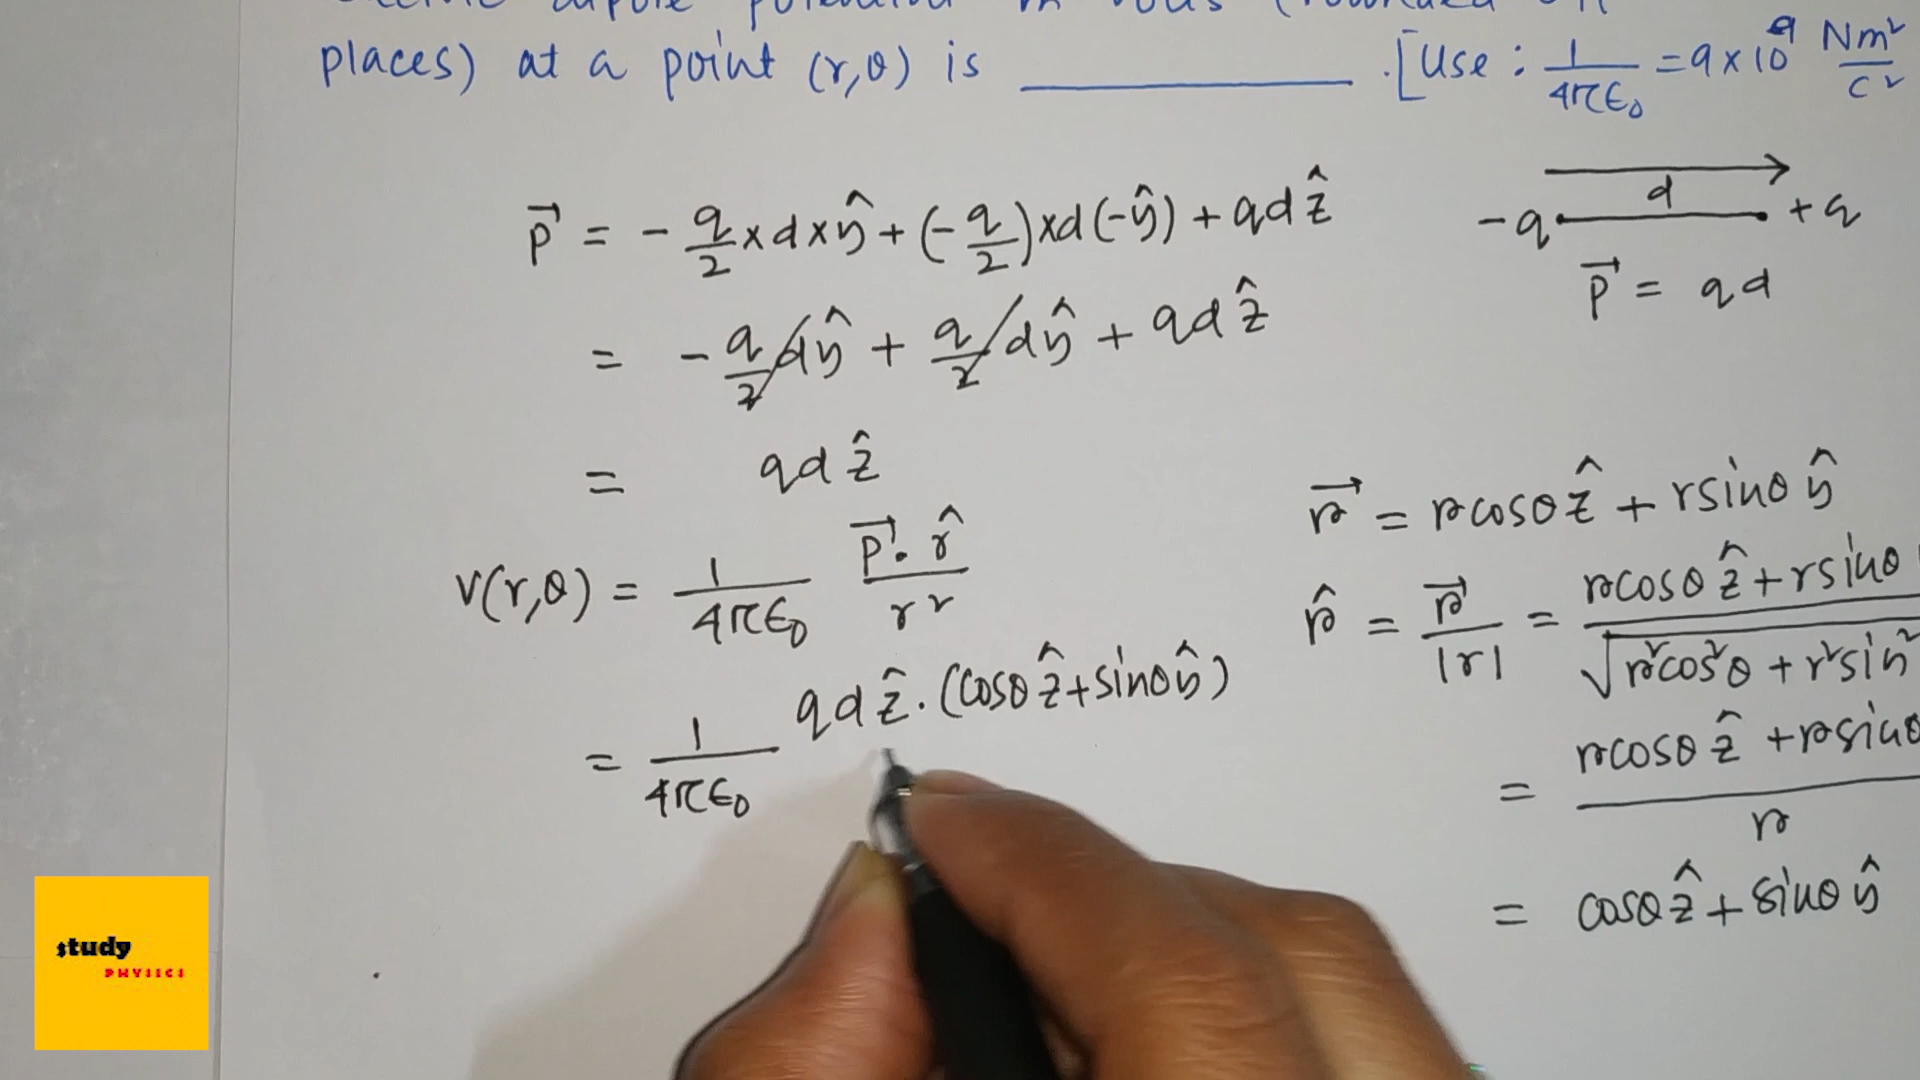 places) at a point (r,θ) is ________ . [Use : 1/4πε₀ = 9 × 10⁹ Nm²/C²
p⃗ = - q/2 × d × ŷ + (- q/2) × d (-ŷ) + qd ẑ
-q d +q
= - q/2 dŷ + q/2 dŷ + qd ẑ
p⃗ = qd
= qd ẑ
V(r,θ) = 1/4πε₀ p⃗ . r̂ / r²
= 1/4πε₀ qd ẑ . (cosθ ẑ + sinθ ŷ)
r⃗ = r cosθ ẑ + r sinθ ŷ
r̂ = r⃗/|r| = r cosθ ẑ + r sinθ / √r²cos²θ + r²sin²
= r cosθ ẑ + r sinθ / r
= cosθ ẑ + sinθ ŷ
study
PHYSICS